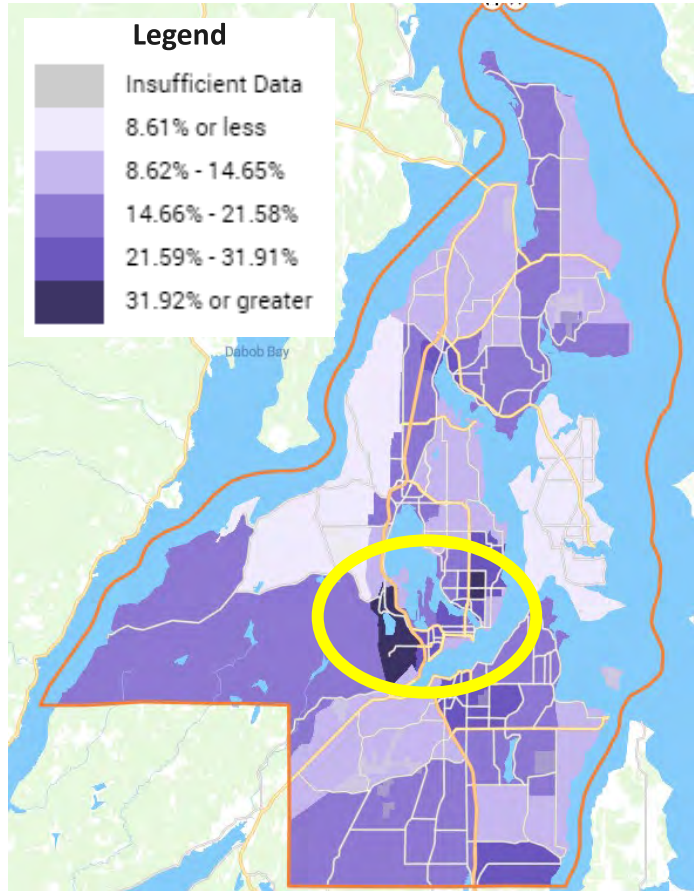 Legend
Insufficient Data
8.61% or less
8.62% - 14.65%
14.66% - 21.58%
21.59% - 31.91%
31.92% or greater
Dabob Bay